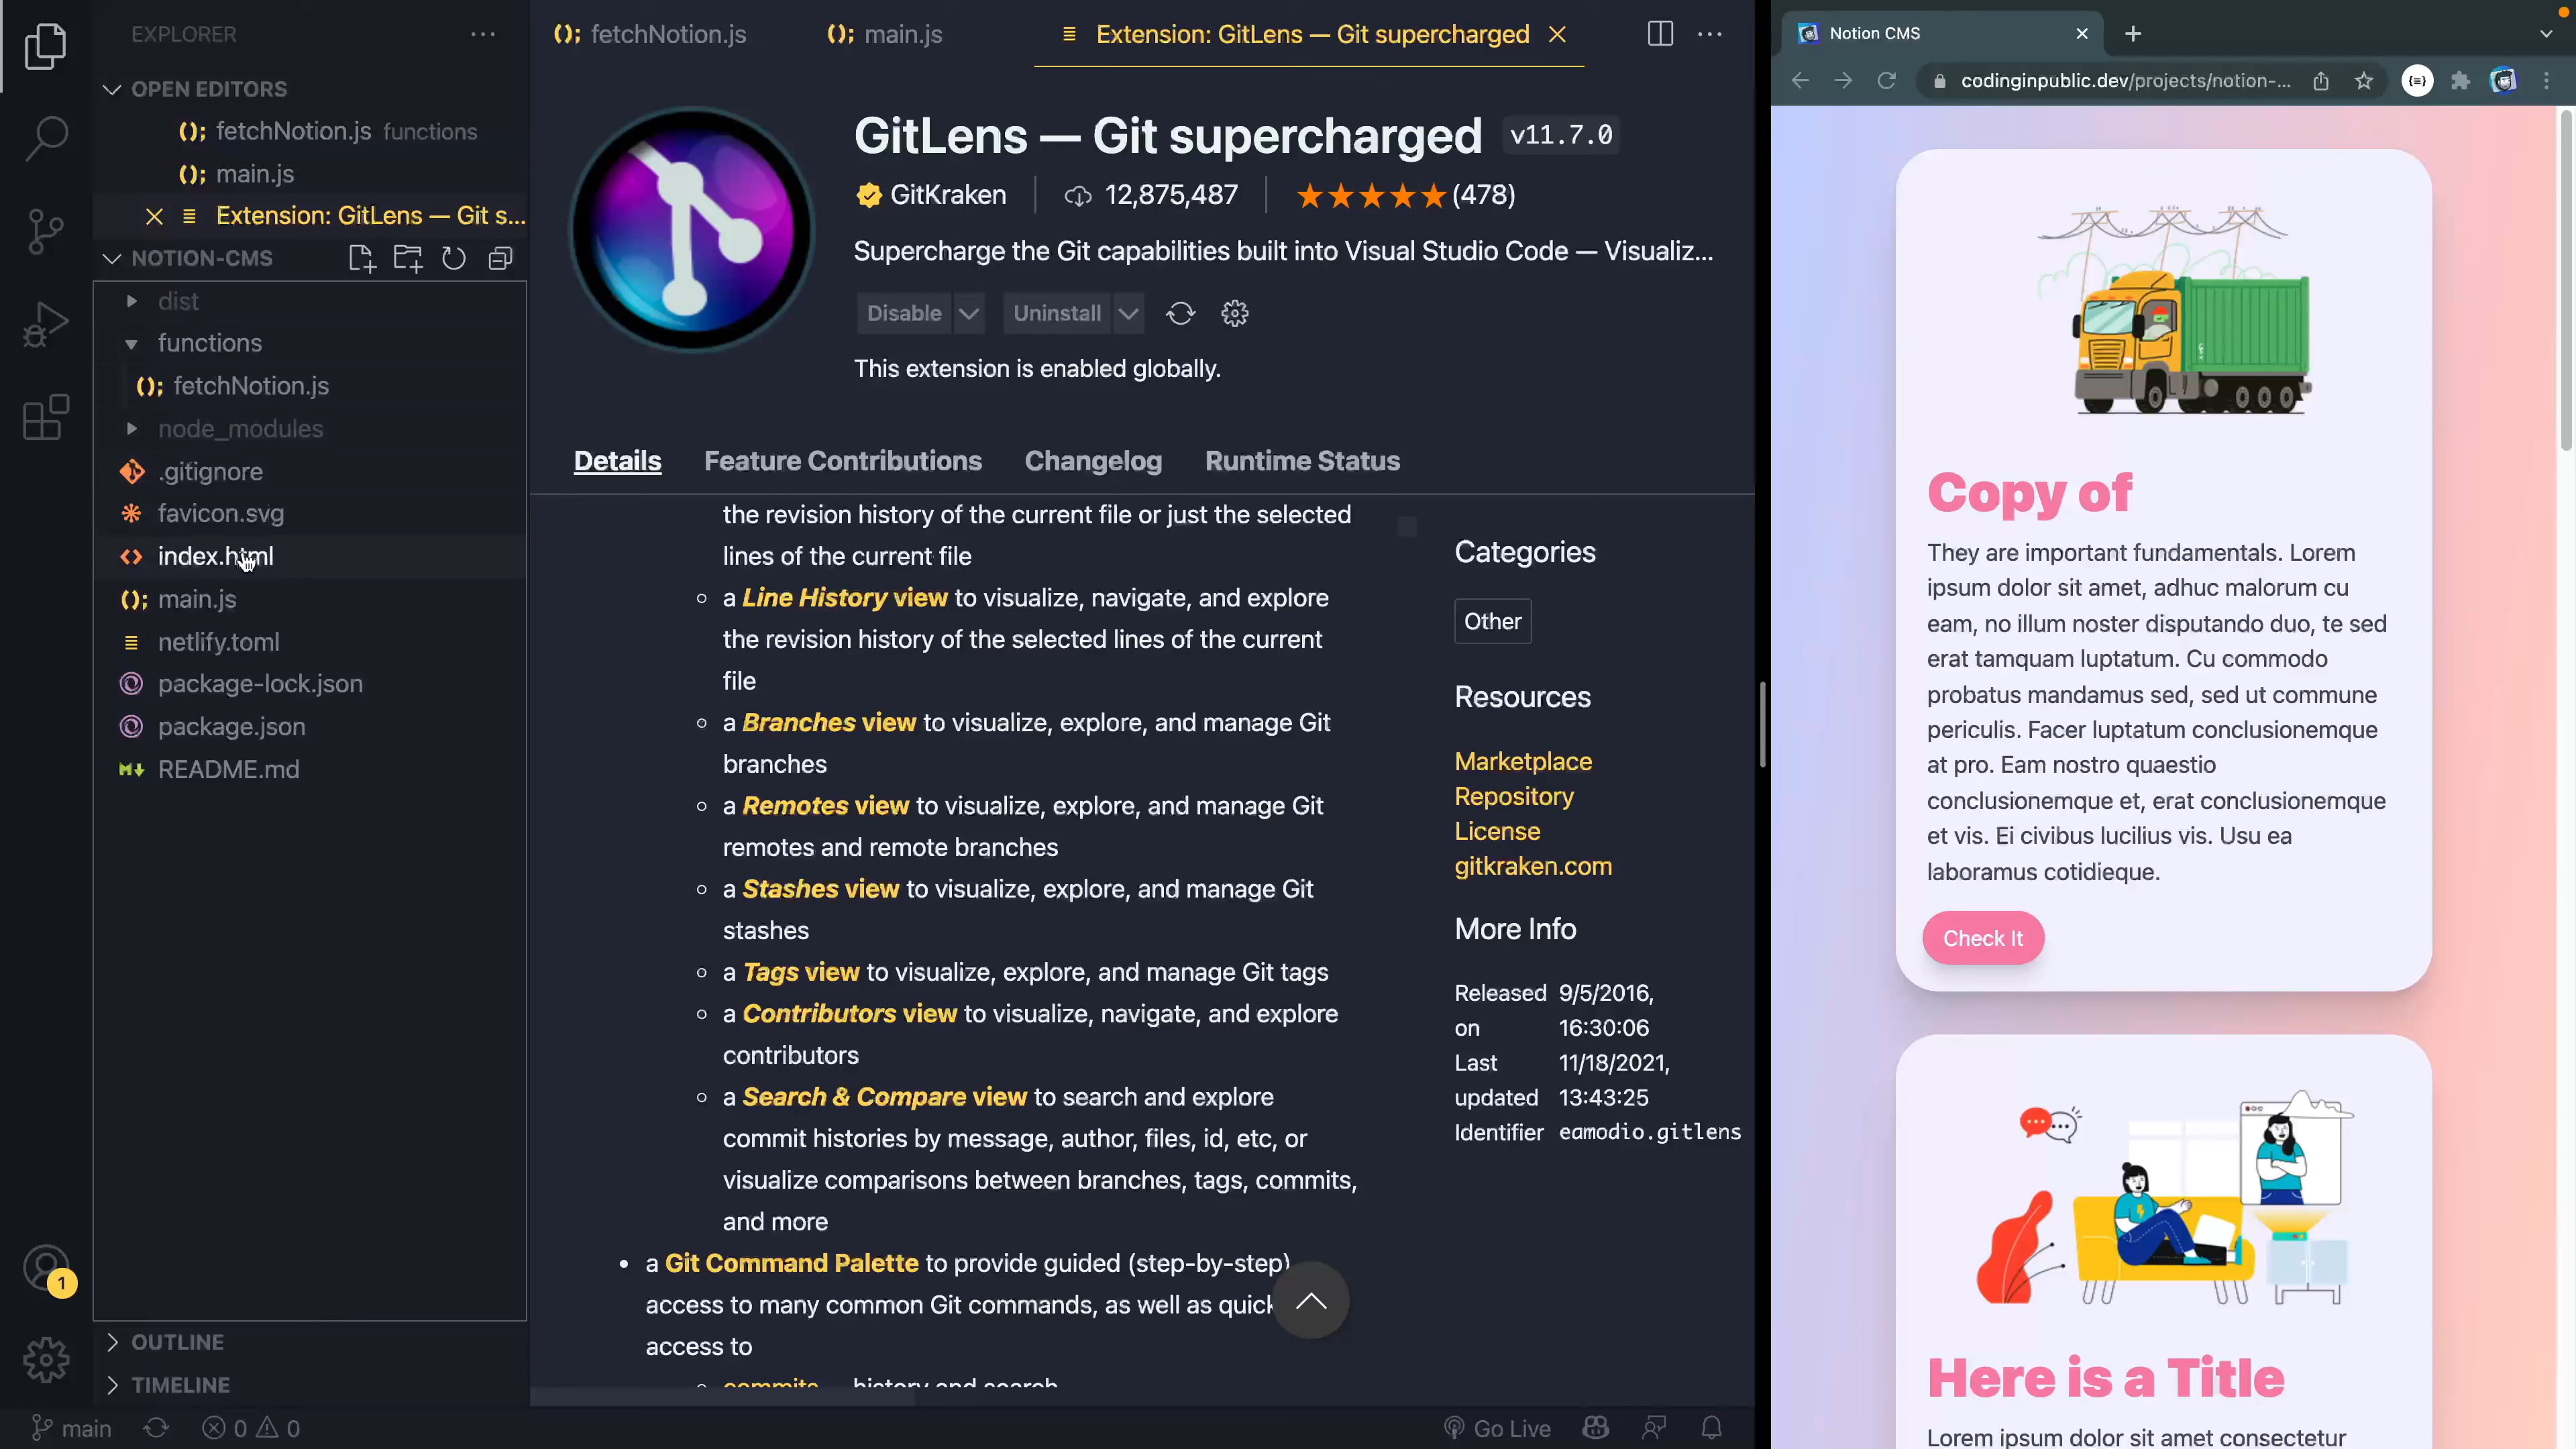 EXPLORER
OPEN EDITORS
fetchNotion.js functions
main.js
Extension: GitLens — Git s...
NOTION-CMS
dist
functions
fetchNotion.js
node_modules
.gitignore
favicon.svg
index.html
main.js
netlify.toml
package-lock.json
package.json
README.md
1
OUTLINE
TIMELINE
main
0 0
fetchNotion.js
main.js
Extension: GitLens — Git supercharged
GitLens — Git supercharged v11.7.0
GitKraken 12,875,487 (478)
Supercharge the Git capabilities built into Visual Studio Code — Visualiz...
Disable Uninstall
This extension is enabled globally.
Details Feature Contributions Changelog Runtime Status
the revision history of the current file or just the selected
lines of the current file
a Line History view to visualize, navigate, and explore
the revision history of the selected lines of the current
file
a Branches view to visualize, explore, and manage Git
branches
a Remotes view to visualize, explore, and manage Git
remotes and remote branches
a Stashes view to visualize, explore, and manage Git
stashes
a Tags view to visualize, explore, and manage Git tags
a Contributors view to visualize, navigate, and explore
contributors
a Search & Compare view to search and explore
commit histories by message, author, files, id, etc, or
visualize comparisons between branches, tags, commits,
and more
a Git Command Palette to provide guided (step-by-step)
access to many common Git commands, as well as quick
access to
commits — history and search
Categories
Other
Resources
Marketplace
Repository
License
gitkraken.com
More Info
Released 9/5/2016,
on 16:30:06
Last 11/18/2021,
updated 13:43:25
Identifier eamodio.gitlens
Go Live
Notion CMS
codinginpublic.dev/projects/notion-...
Copy of
They are important fundamentals. Lorem
ipsum dolor sit amet, adhuc malorum cu
eam, no illum noster disputando duo, te sed
erat tamquam luptatum. Cu commodo
probatus mandamus sed, sed ut commune
periculis. Facer luptatum conclusionemque
at pro. Eam nostro quaestio
conclusionemque et, erat conclusionemque
et vis. Ei civibus lucilius vis. Usu ea
laboramus cotidieque.
Check It
Here is a Title
Lorem ipsum dolor sit amet consectetur